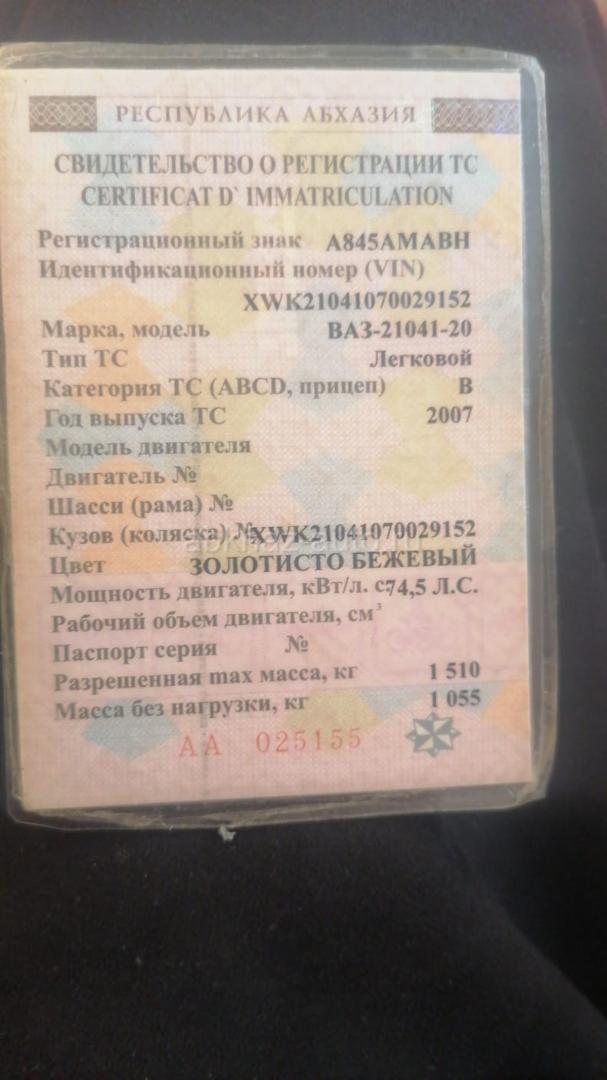 РЕСПУБЛИКА АБХАЗИЯ
СВИДЕТЕЛЬСТВО О РЕГИСТРАЦИИ ТС
CERTIFICAT D` IMMATRICULATION
Регистрационный знак А845АМАВН
Идентификационный номер (VIN)
XWK21041070029152
Марка, модель ВАЗ-21041-20
Тип ТС Легковой
Категория ТС (ABCD, прицеп) В
Год выпуска ТС 2007
Модель двигателя
Двигатель №
Шасси (рама) №
Кузов (коляска) №XWK21041070029152
Цвет ЗОЛОТИСТО БЕЖЕВЫЙ
Мощность двигателя, кВт/л. с74,5 Л.С.
Рабочий объем двигателя, см³
Паспорт серия №
Разрешенная max масса, кг 1 510
Масса без нагрузки, кг 1 055
АА 025155